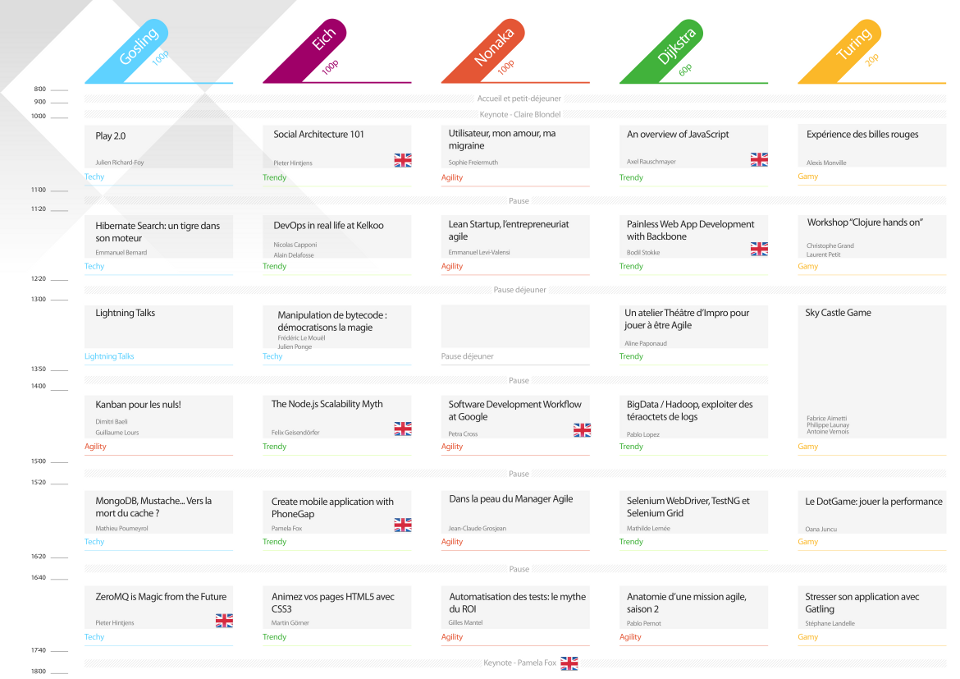 Gosling
100p
Eich
100p
Nonaka
100p
Dijkstra
60p
Turing
20p
8:00
9:00
Accueil et petit-déjeuner
10:00
Keynote - Claire Blondel
Play 2.0
Julien Richard-Foy
Techy
Social Architecture 101
Pieter Hintjens
Trendy
Utilisateur, mon amour, ma
migraine
Sophie Freiermuth
Agility
An overview of JavaScript
Axel Rauschmayer
Trendy
Expérience des billes rouges
Alexis Monville
Gamy
11:00
Pause
11:20
Hibernate Search: un tigre dans
son moteur
Emmanuel Bernard
Techy
DevOps in real life at Kelkoo
Nicolas Capponi
Alain Delafosse
Trendy
Lean Startup, l'entrepreneuriat
agile
Emmanuel Levi-Valensi
Agility
Painless Web App Development
with Backbone
Bodil Stokke
Trendy
Workshop “Clojure hands on”
Christophe Grand
Laurent Petit
Gamy
12:20
Pause déjeuner
13:00
Lightning Talks
Lightning Talks
Manipulation de bytecode :
démocratisons la magie
Frédéric Le Mouël
Julien Ponge
Techy
Pause déjeuner
Un atelier Théâtre d'Impro pour
jouer à être Agile
Aline Paponaud
Trendy
Sky Castle Game
Fabrice Aimetti
Philippe Launay
Antoine Vernois
Gamy
13:50
Pause
14:00
Kanban pour les nuls!
Dimitri Baeli
Guillaume Lours
Agility
The Node.js Scalability Myth
Felix Geisendörfer
Trendy
Software Development Workflow
at Google
Petra Cross
Agility
BigData / Hadoop, exploiter des
téraoctets de logs
Pablo Lopez
Trendy
15:00
Pause
15:20
MongoDB, Mustache... Vers la
mort du cache ?
Mathieu Poumeyrol
Techy
Create mobile application with
PhoneGap
Pamela Fox
Trendy
Dans la peau du Manager Agile
Jean-Claude Grosjean
Agility
Selenium WebDriver, TestNG et
Selenium Grid
Mathilde Lemée
Trendy
Le DotGame: jouer la performance
Oana Juncu
Gamy
16:20
Pause
16:40
ZeroMQ is Magic from the Future
Pieter Hintjens
Techy
Animez vos pages HTML5 avec
CSS3
Martin Görner
Trendy
Automatisation des tests: le mythe
du ROI
Gilles Mantel
Agility
Anatomie d'une mission agile,
saison 2
Pablo Pernot
Agility
Stresser son application avec
Gatling
Stéphane Landelle
Gamy
17:40
Keynote - Pamela Fox
18:00